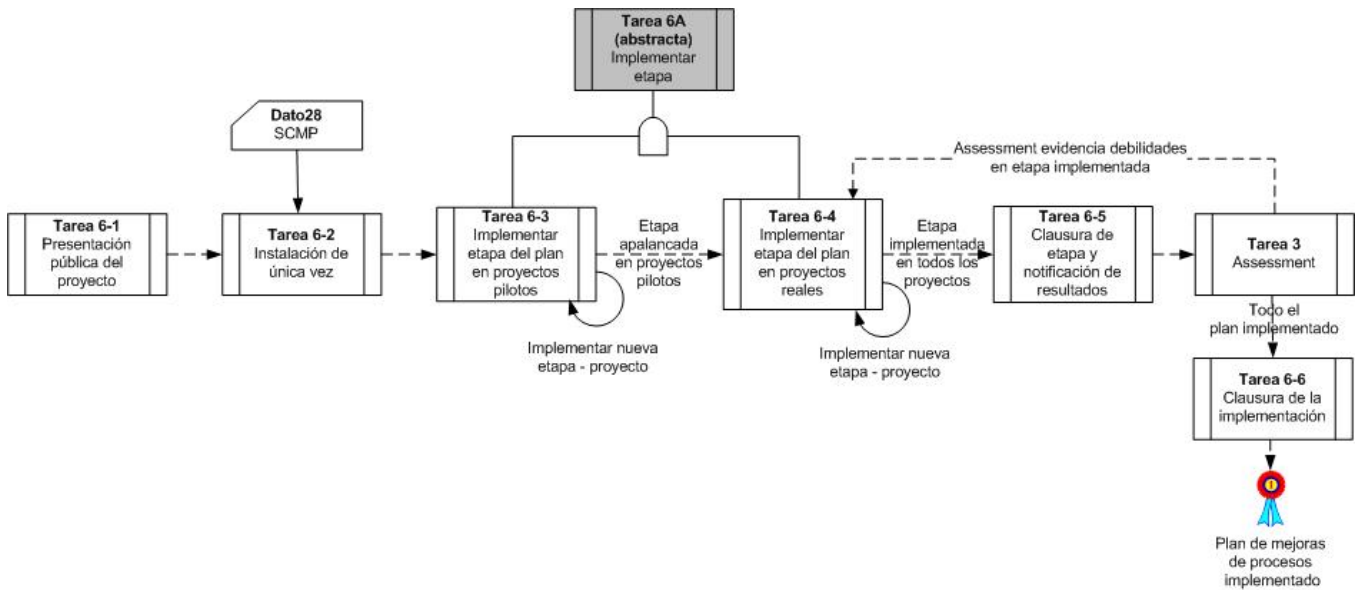 Tarea 6A
(abstracta)
Implementar
etapa
Dato28
SCMP
Assessment evidencia debilidades
en etapa implementada
Tarea 6-1
Presentación
pública del
proyecto
Tarea 6-2
Instalación de
única vez
Tarea 6-3
Implementar
etapa del plan
en proyectos
pilotos
Etapa
apalancada
en proyectos
pilotos
Tarea 6-4
Implementar
etapa del plan
en proyectos
reales
Etapa
implementada
en todos los
proyectos
Tarea 6-5
Clausura de
etapa y
notificación de
resultados
Tarea 3
Assessment
Implementar nueva
etapa - proyecto
Implementar nueva
etapa - proyecto
Todo el
plan implementado
Tarea 6-6
Clausura de la
implementación
1
Plan de mejoras
de procesos
implementado